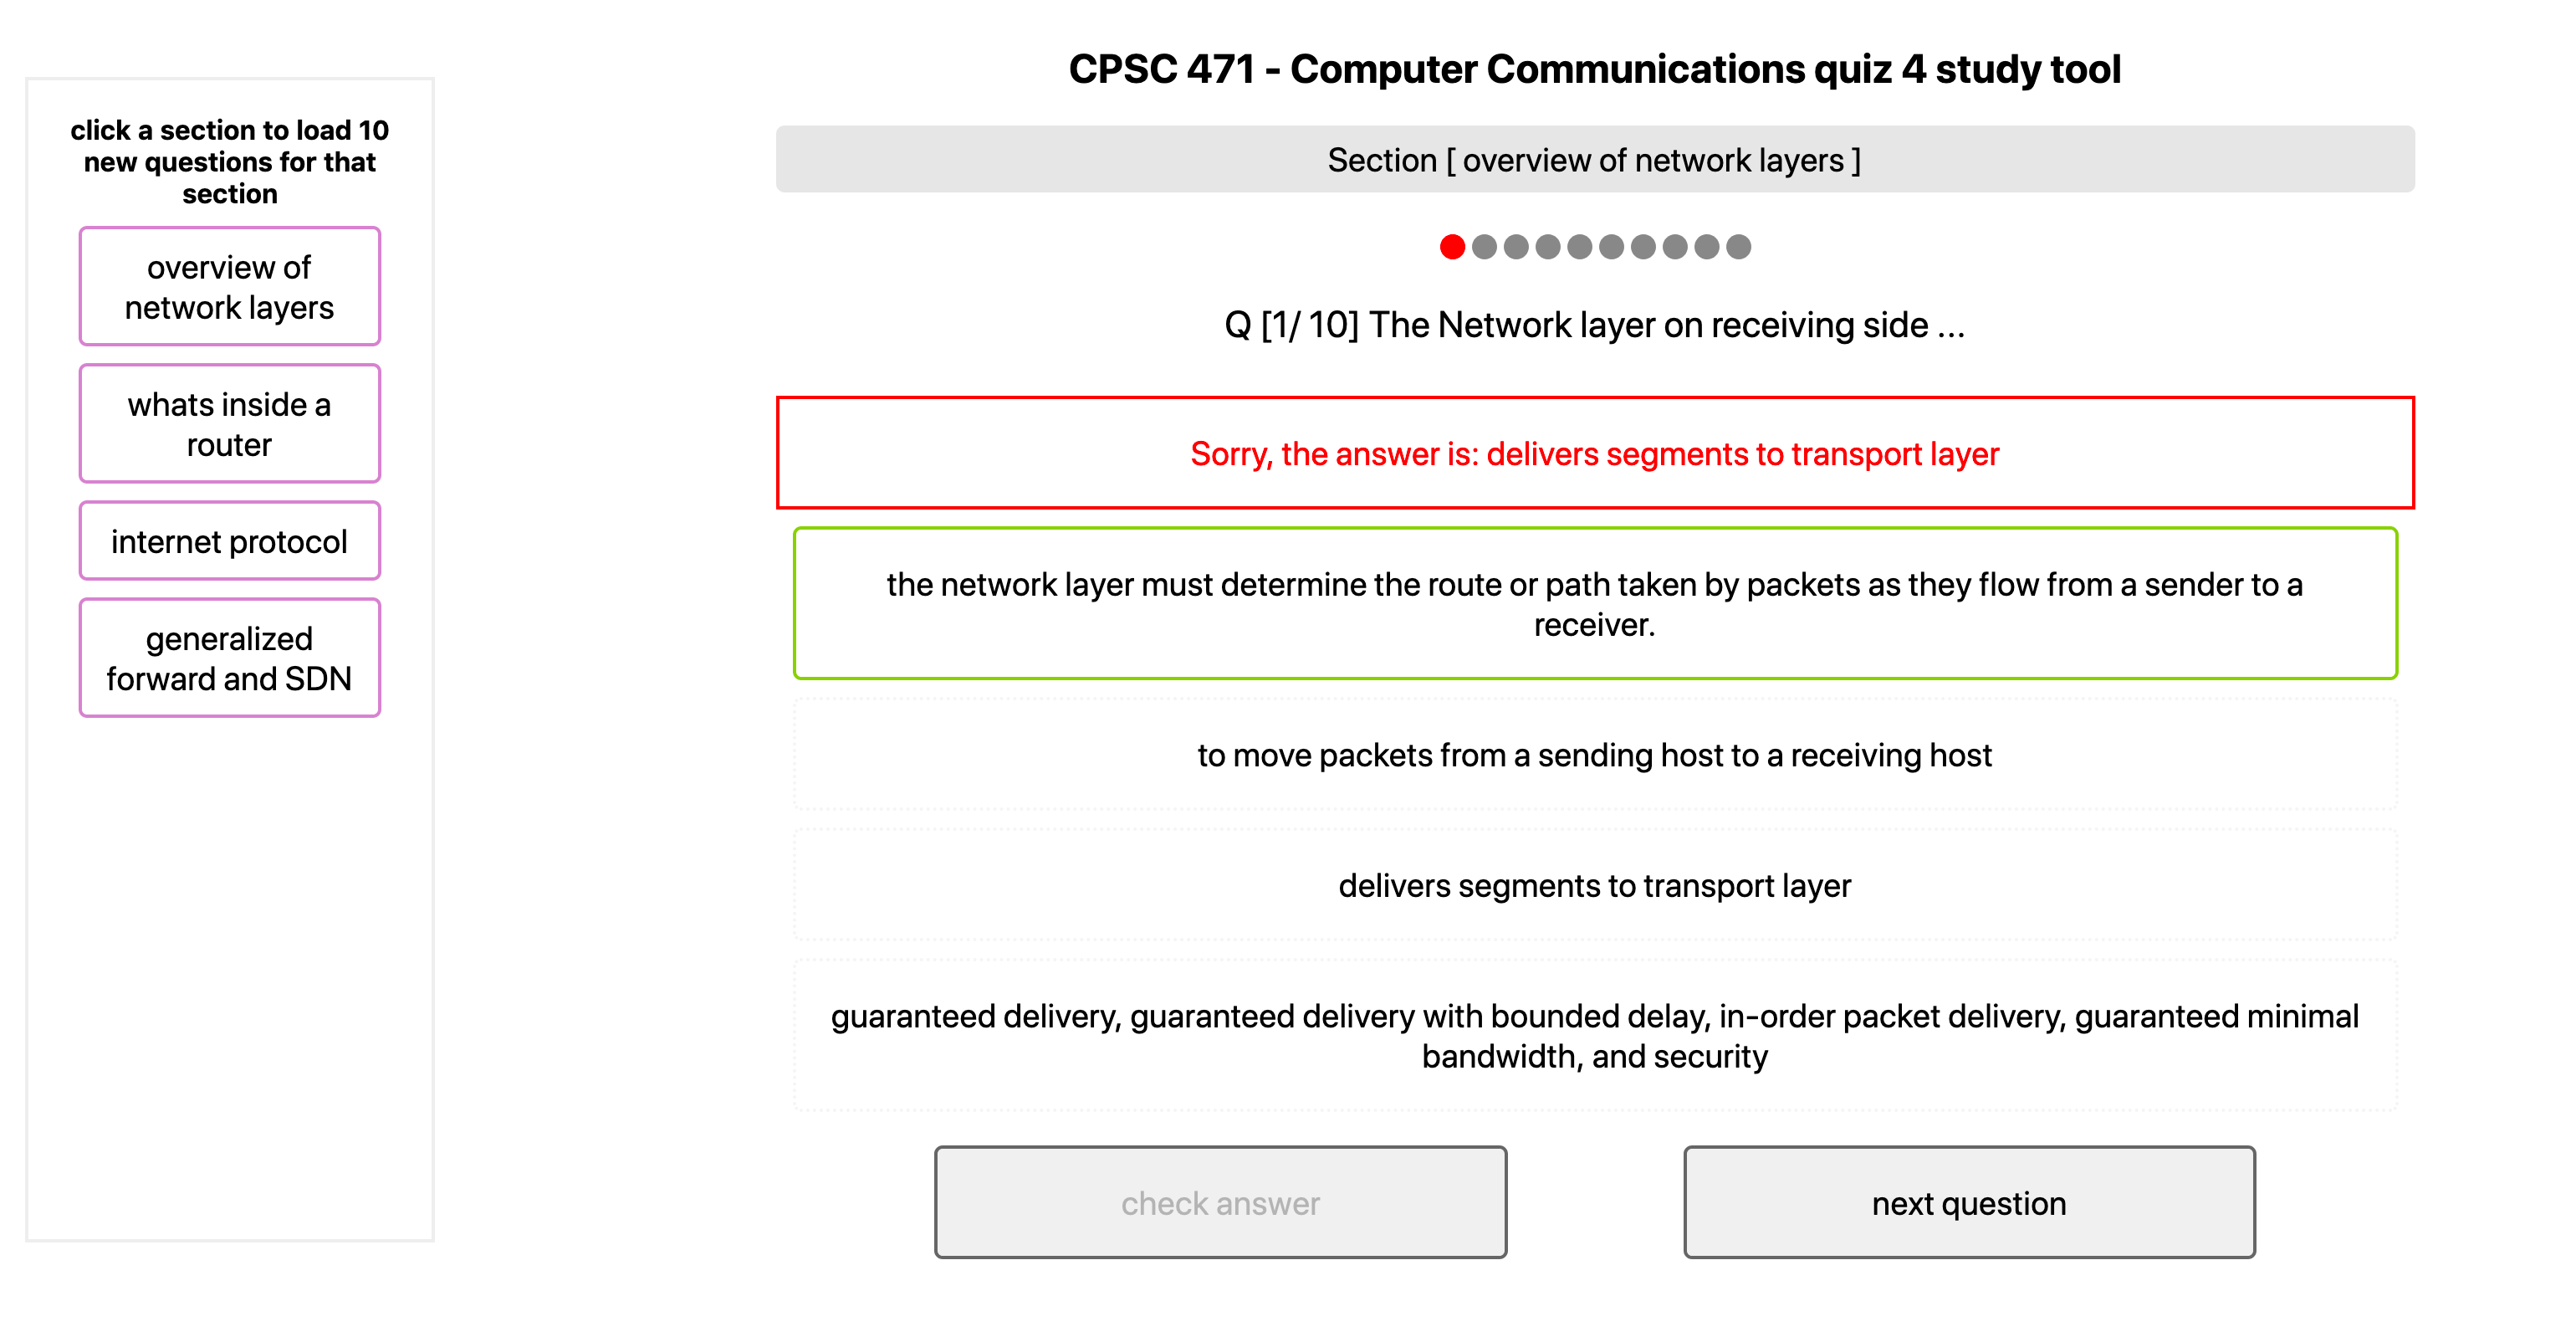 CPSC 471 - Computer Communications quiz 4 study tool
click a section to load 10
new questions for that
section
overview of
network layers
whats inside a
router
internet protocol
generalized
forward and SDN
Section [ overview of network layers ]
Q [1/ 10] The Network layer on receiving side ...
Sorry, the answer is: delivers segments to transport layer
the network layer must determine the route or path taken by packets as they flow from a sender to a
receiver.
to move packets from a sending host to a receiving host
delivers segments to transport layer
guaranteed delivery, guaranteed delivery with bounded delay, in-order packet delivery, guaranteed minimal
bandwidth, and security
check answer
next question